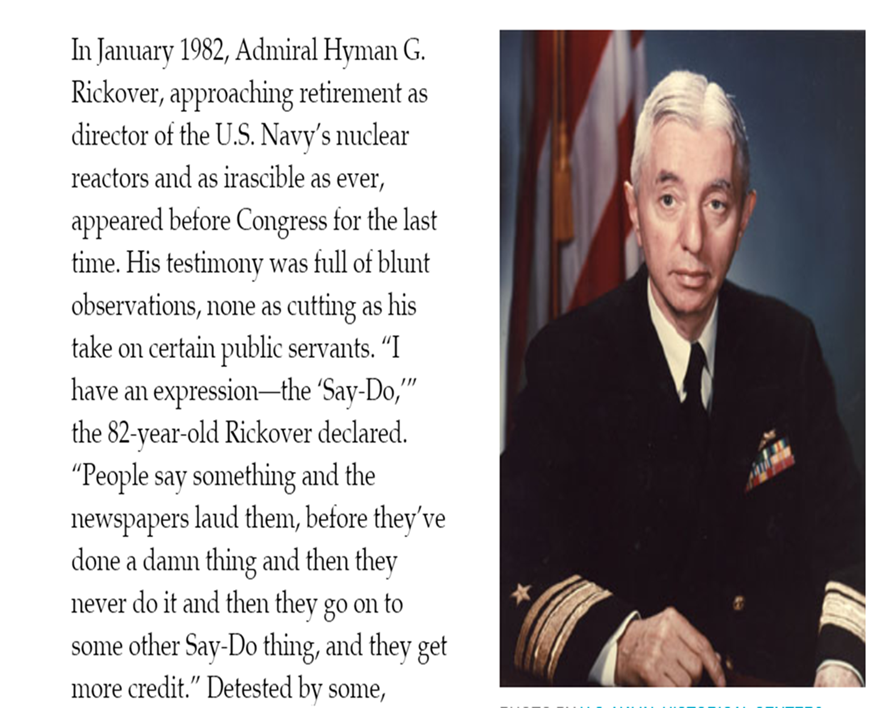 In January 1982, Admiral Hyman G.
Rickover, approaching retirement as
director of the U.S. Navy’s nuclear
reactors and as irascible as ever,
appeared before Congress for the last
time. His testimony was full of blunt
observations, none as cutting as his
take on certain public servants. “I
have an expression—the ‘Say-Do,’”
the 82-year-old Rickover declared.
“People say something and the
newspapers laud them, before they’ve
done a damn thing and then they
never do it and then they go on to
some other Say-Do thing, and they get
more credit.” Detested by some,